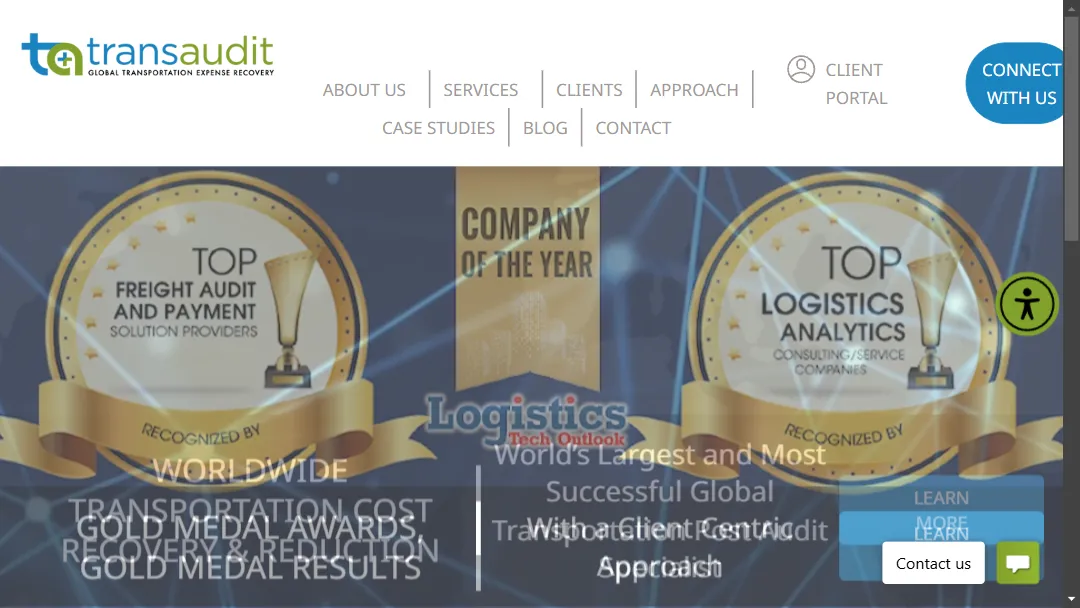 transaudit
GLOBAL TRANSPORTATION EXPENSE RECOVERY
ABOUT US
SERVICES
CLIENTS
APPROACH
CASE STUDIES
BLOG
CONTACT
CLIENT
PORTAL
CONNECT
WITH US
TOP
FREIGHT AUDIT
AND PAYMENT
SOLUTION PROVIDERS
RECOGNIZED BY
COMPANY
OF THE YEAR
Logistics
Tech Outlook
TOP
LOGISTICS
ANALYTICS
CONSULTING/SERVICE
COMPANIES
RECOGNIZED BY
WORLDWIDE
TRANSPORTATION COST
RECOVERY & REDUCTION
GOLD MEDAL AWARDS,
GOLD MEDAL RESULTS
World's Largest and Most
Successful Global
Transportation Post Audit
Specialist
With a Client Centric
Approach
LEARN
MORE
LEARN
Contact us